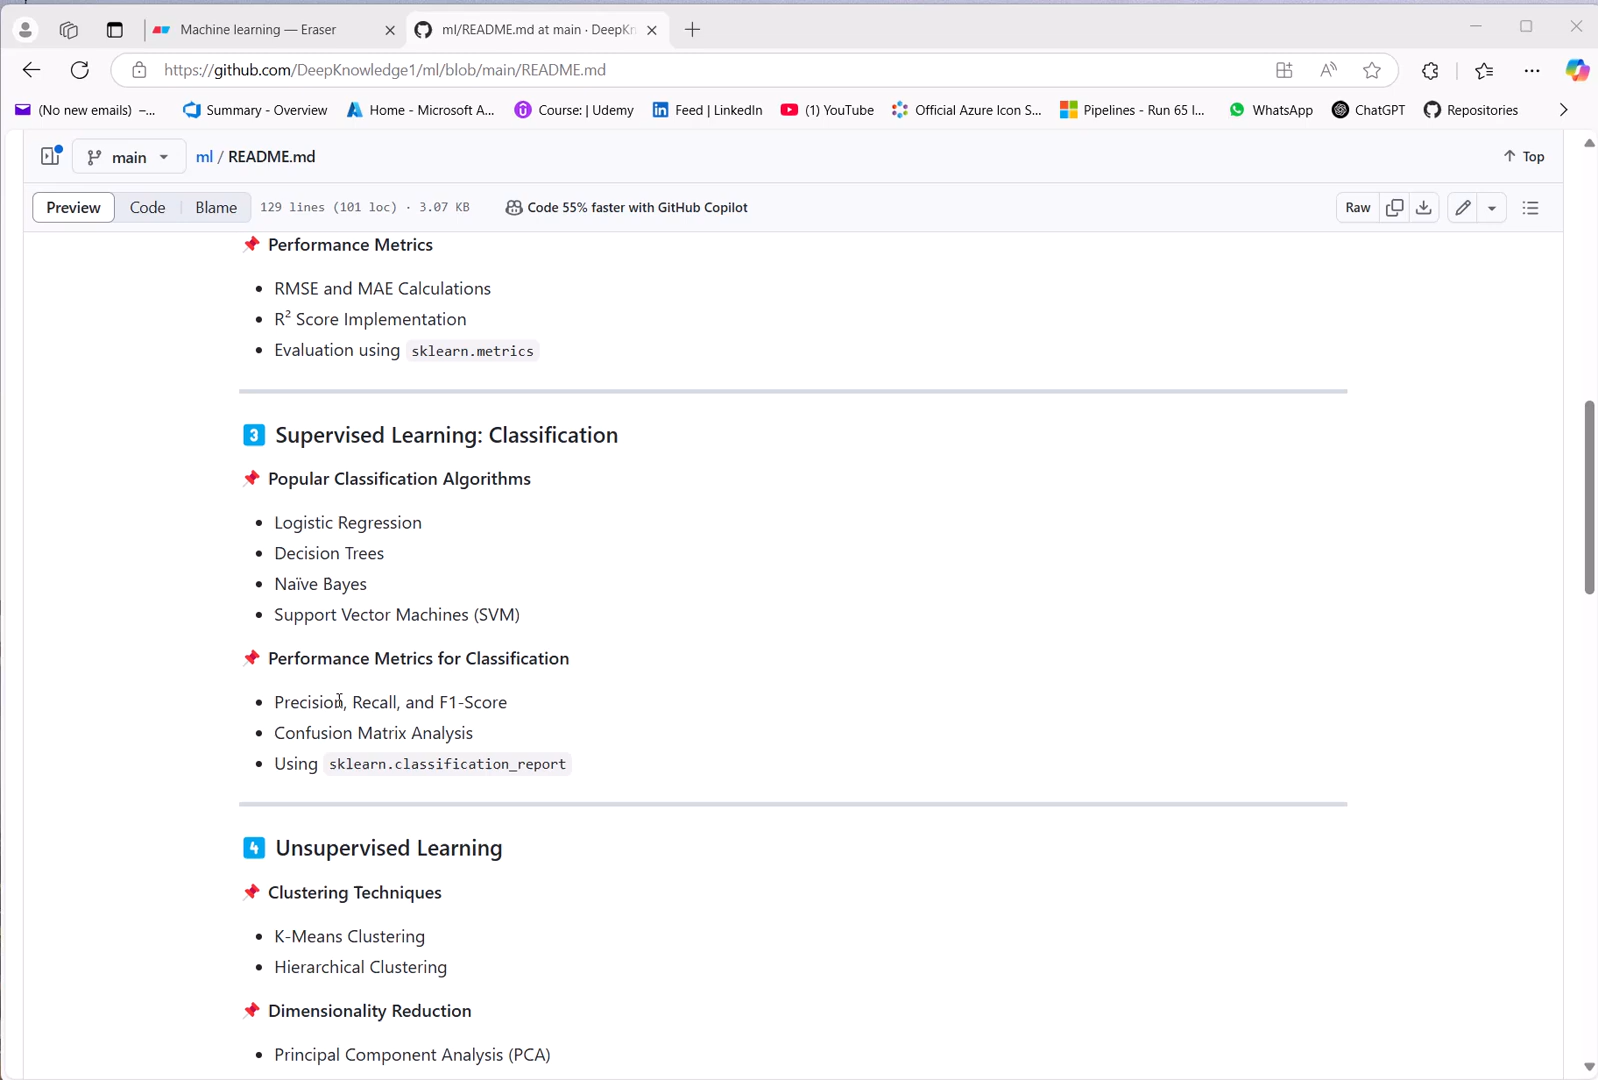 Machine learning — Eraser
ml/README.md at main · DeepKn
https://github.com/DeepKnowledge1/ml/blob/main/README.md
(No new emails) –...
Summary - Overview
Home - Microsoft A...
Course: | Udemy
Feed | LinkedIn
(1) YouTube
Official Azure Icon S...
Pipelines - Run 65 I...
WhatsApp
ChatGPT
Repositories
main
ml / README.md
Top
Preview
Code
Blame
129 lines (101 loc) · 3.07 KB
Code 55% faster with GitHub Copilot
Raw
Performance Metrics
• RMSE and MAE Calculations
• R² Score Implementation
• Evaluation using sklearn.metrics
3 Supervised Learning: Classification
Popular Classification Algorithms
• Logistic Regression
• Decision Trees
• Naïve Bayes
• Support Vector Machines (SVM)
Performance Metrics for Classification
• Precision, Recall, and F1-Score
• Confusion Matrix Analysis
• Using sklearn.classification_report
4 Unsupervised Learning
Clustering Techniques
• K-Means Clustering
• Hierarchical Clustering
Dimensionality Reduction
• Principal Component Analysis (PCA)